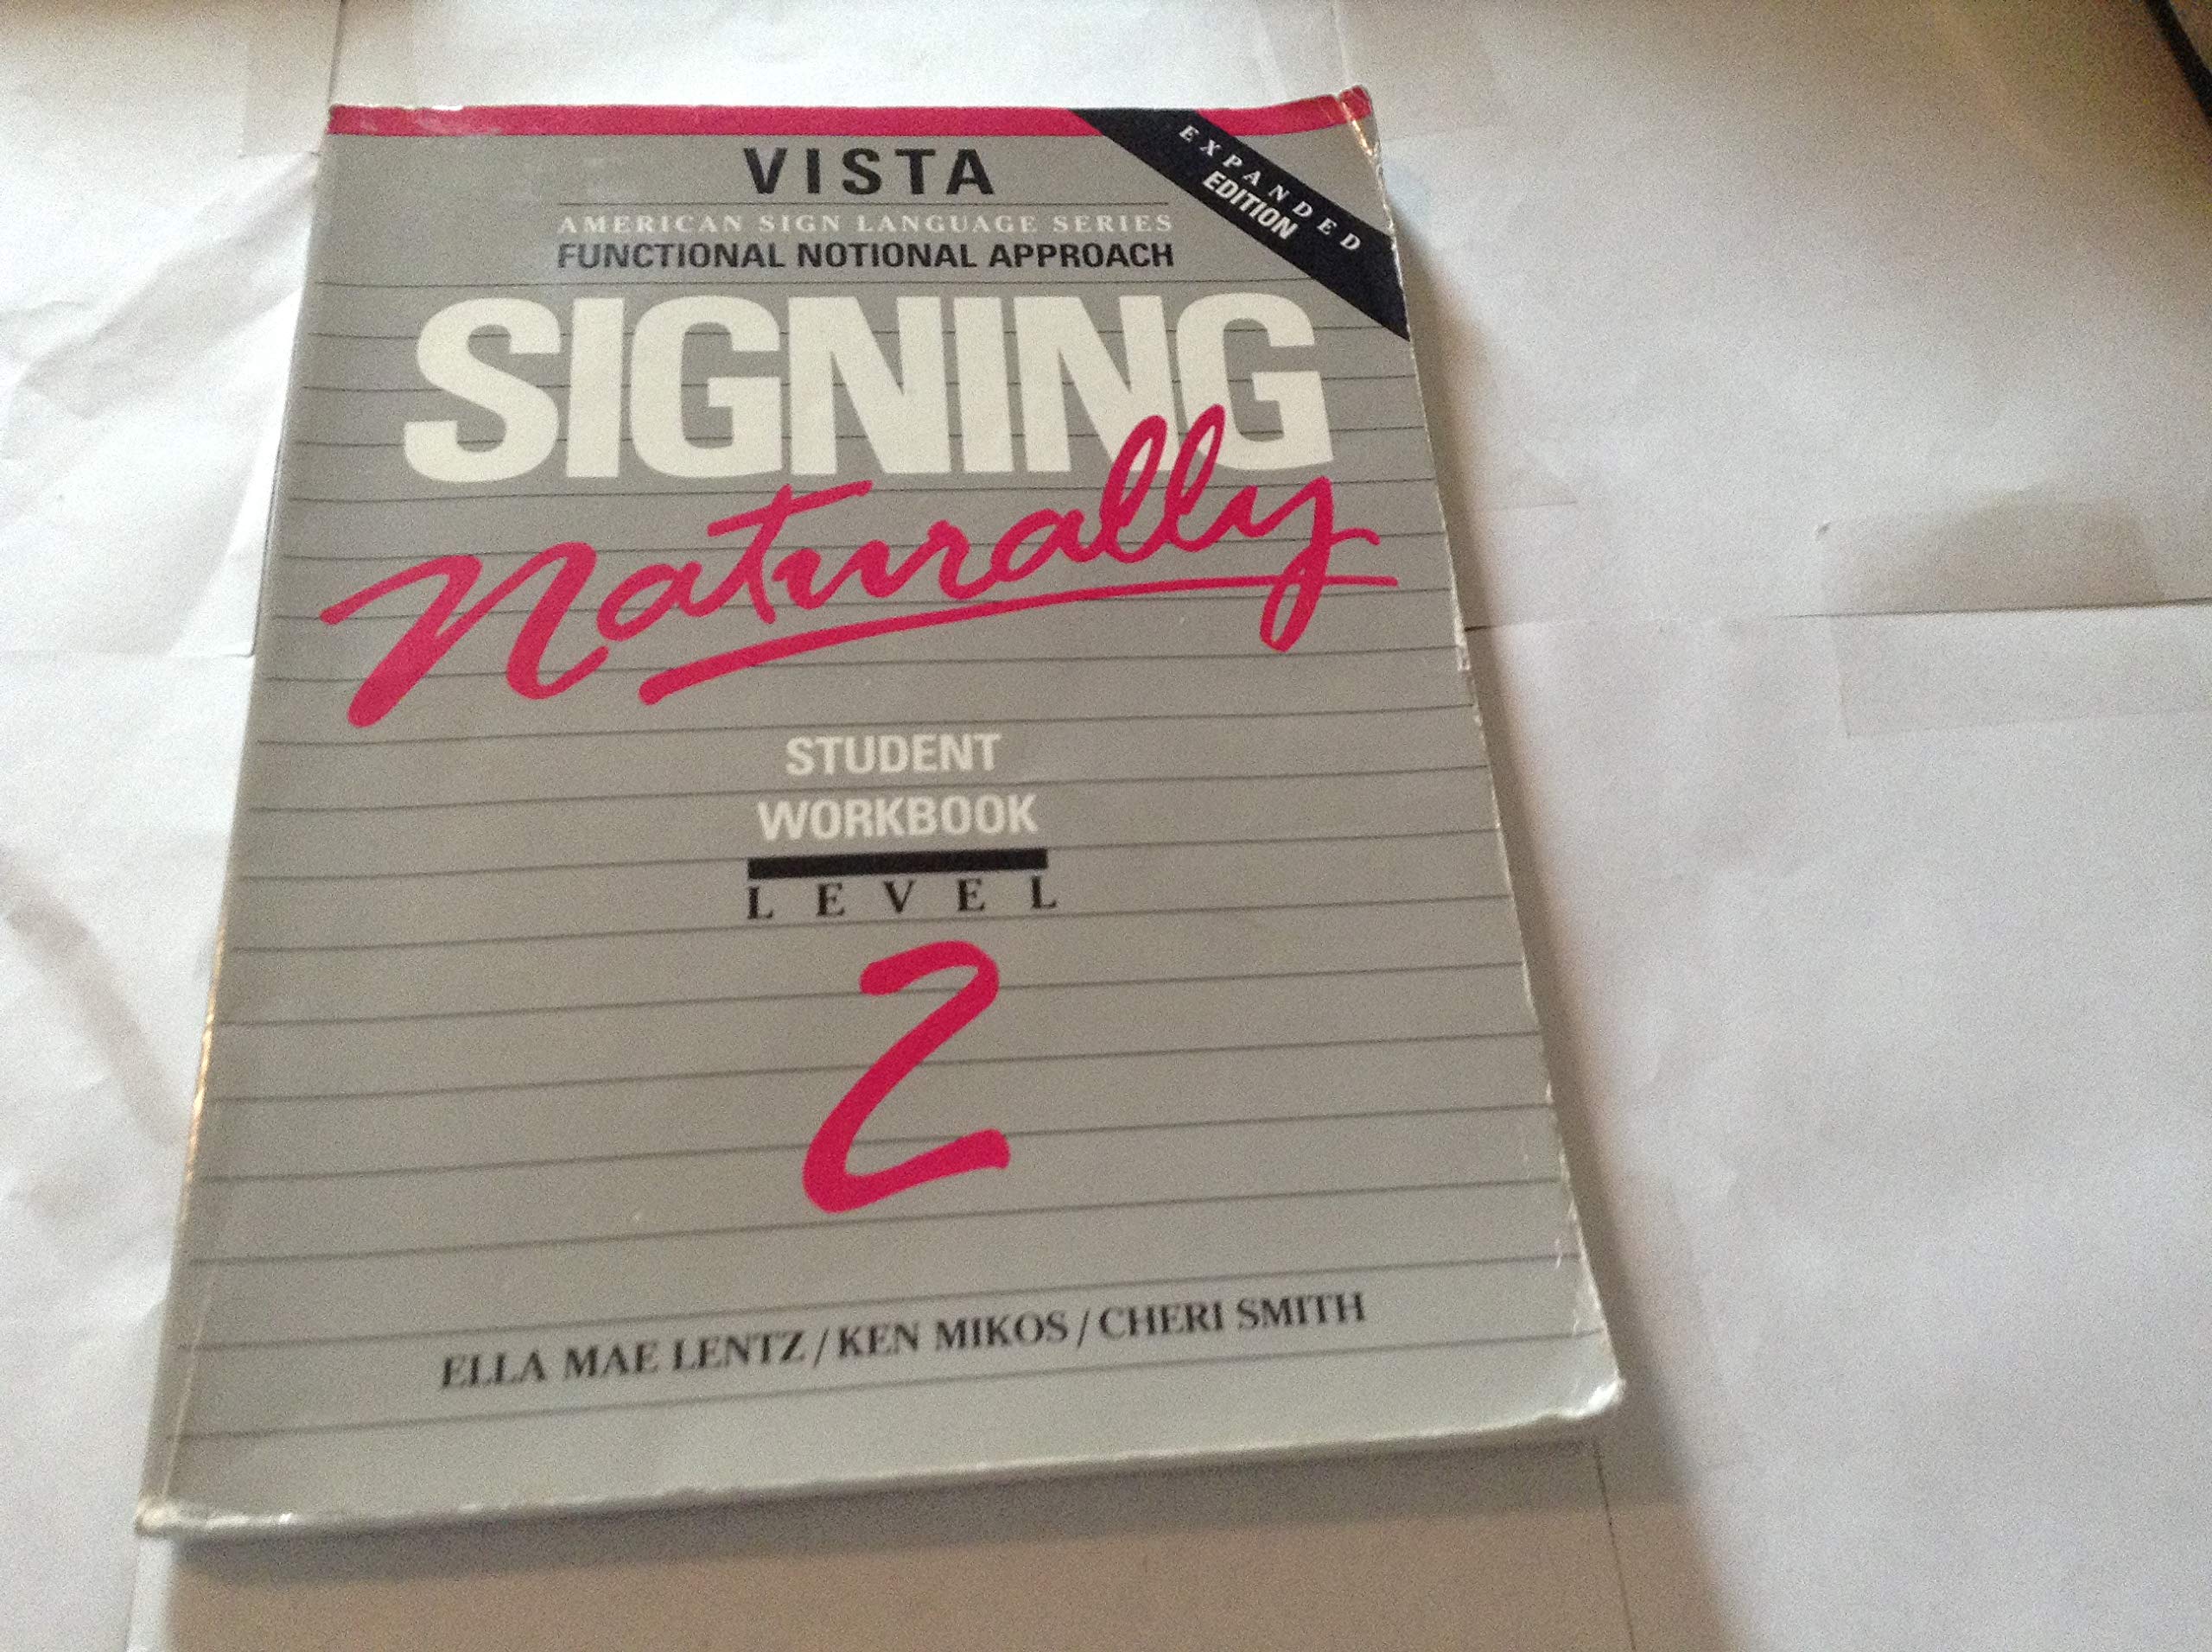 VISTA
AMERICAN SIGN LANGUAGE SERIES
FUNCTIONAL NOTIONAL APPROACH
EXPANDED
EDITION
SIGNING
Naturally
STUDENT
WORKBOOK
LEVEL
2
ELLA MAE LENTZ / KEN MIKOS / CHERI SMITH